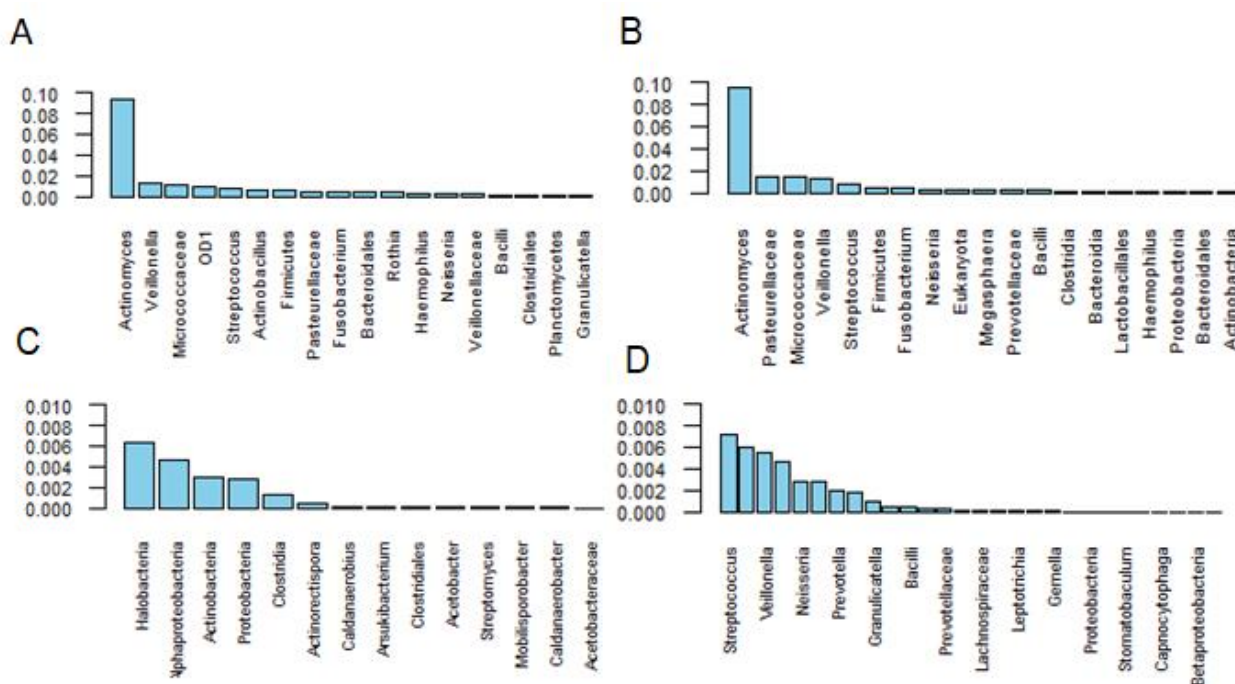 A
0.10
0.08
0.06
0.04
0.02
0.00
Actinomyces
Veillonella
Micrococcaceae
OD1
Streptococcus
Actinobacillus
Firmicutes
Pasteurellaceae
Fusobacterium
Bacteroidales
Rothia
Haemophilus
Neisseria
Veillonellaceae
Bacilli
Clostridiales
Planctomycetes
Granulicatella
B
0.10
0.08
0.06
0.04
0.02
0.00
Actinomyces
Pasteurellaceae
Micrococcaceae
Veillonella
Streptococcus
Firmicutes
Fusobacterium
Neisseria
Eukaryota
Megasphaera
Prevotellaceae
Bacilli
Clostridia
Bacteroidia
Lactobacillales
Haemophilus
Proteobacteria
Bacteroidales
Actinobacteria
C
0.010
0.008
0.006
0.004
0.002
0.000
Halobacteria
Alphaproteobacteria
Actinobacteria
Proteobacteria
Clostridia
Actinorectispora
Caldanaerobius
Arsukibacterium
Clostridiales
Acetobacter
Streptomyces
Mobilisporobacter
Caldanaerobacter
Acetobacteraceae
D
0.010
0.008
0.006
0.004
0.002
0.000
Streptococcus
Veillonella
Neisseria
Prevotella
Granulicatella
Bacilli
Prevotellaceae
Lachnospiraceae
Leptotrichia
Gemella
Proteobacteria
Stomatobaculum
Capnocytophaga
Betaproteobacteria